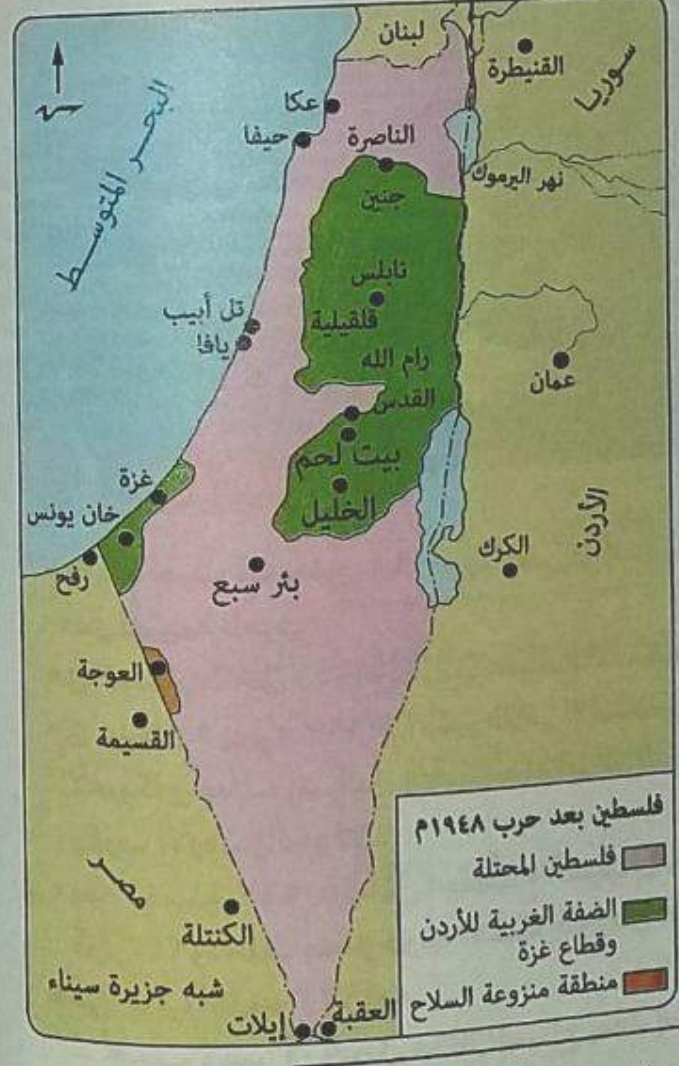 لبنان
القنيطرة
سوريا
عكا
حيفا
الناصرة
البحر المتوسط
نهر اليرموك
جنين
نابلس
تل أبيب
قلقيلية
يافا
رام الله
عمان
القدس
بيت لحم
غزة
الخليل
خان يونس
الأردن
الكرك
رفح
بئر سبع
العوجة
القسيمة
مصر
الكنتلة
شبه جزيرة سيناء
العقبة
إيلات
فلسطين بعد حرب ١٩٤٨م
فلسطين المحتلة
الضفة الغربية للأردن
وقطاع غزة
منطقة منزوعة السلاح